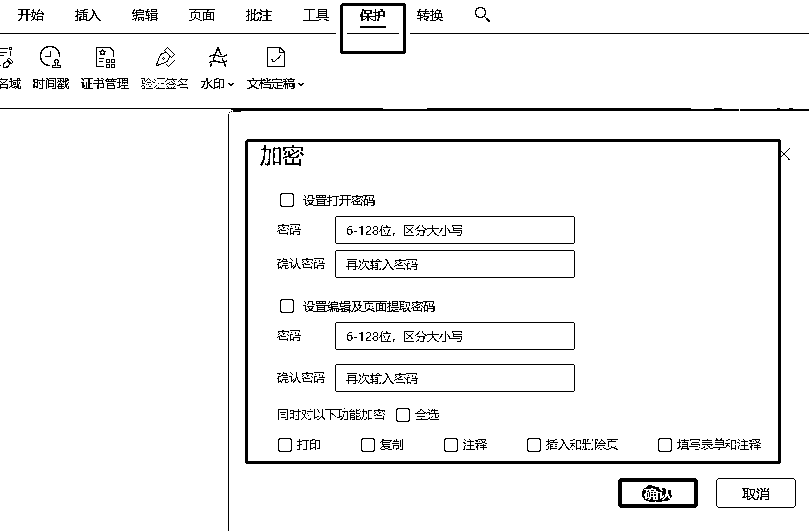 开始 插入 编辑 页面 批注 工具 保护 转换
名域 时间戳 证书管理 验证签名 水印 文档定稿
加密
设置打开密码
密码 6-128位，区分大小写
确认密码 再次输入密码
设置编辑及页面提取密码
密码 6-128位，区分大小写
确认密码 再次输入密码
同时对以下功能加密 全选
打印 复制 注释 插入和删除页 填写表单和注释
确认 取消